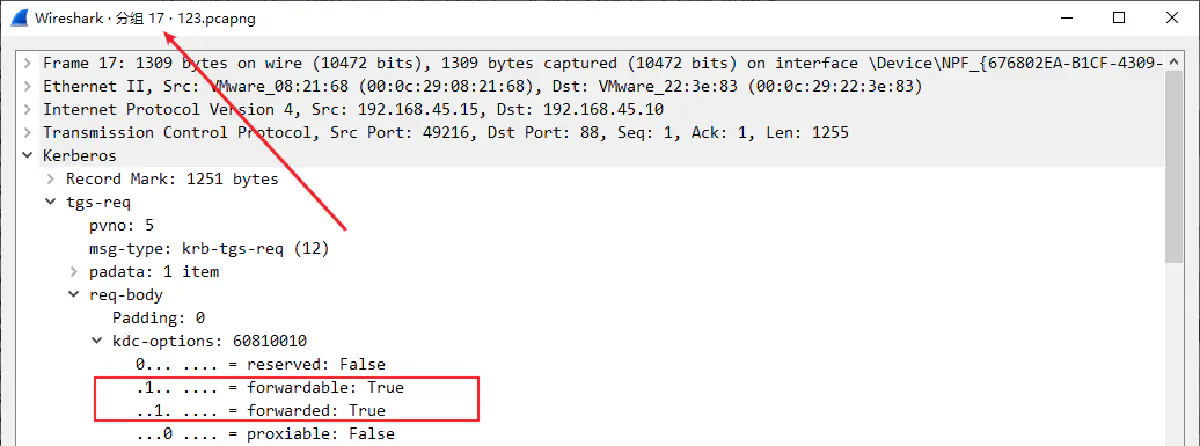 Wireshark · 分组 17 · 123.pcapng
Frame 17: 1309 bytes on wire (10472 bits), 1309 bytes captured (10472 bits) on interface \Device\NPF_{676802EA-B1CF-4309-
Ethernet II, Src: VMware_08:21:68 (00:0c:29:08:21:68), Dst: VMware_22:3e:83 (00:0c:29:22:3e:83)
Internet Protocol Version 4, Src: 192.168.45.15, Dst: 192.168.45.10
Transmission Control Protocol, Src Port: 49216, Dst Port: 88, Seq: 1, Ack: 1, Len: 1255
Kerberos
Record Mark: 1251 bytes
tgs-req
pvno: 5
msg-type: krb-tgs-req (12)
padata: 1 item
req-body
Padding: 0
kdc-options: 60810010
0... .... = reserved: False
.1.. .... = forwardable: True
..1. .... = forwarded: True
...0 .... = proxiable: False